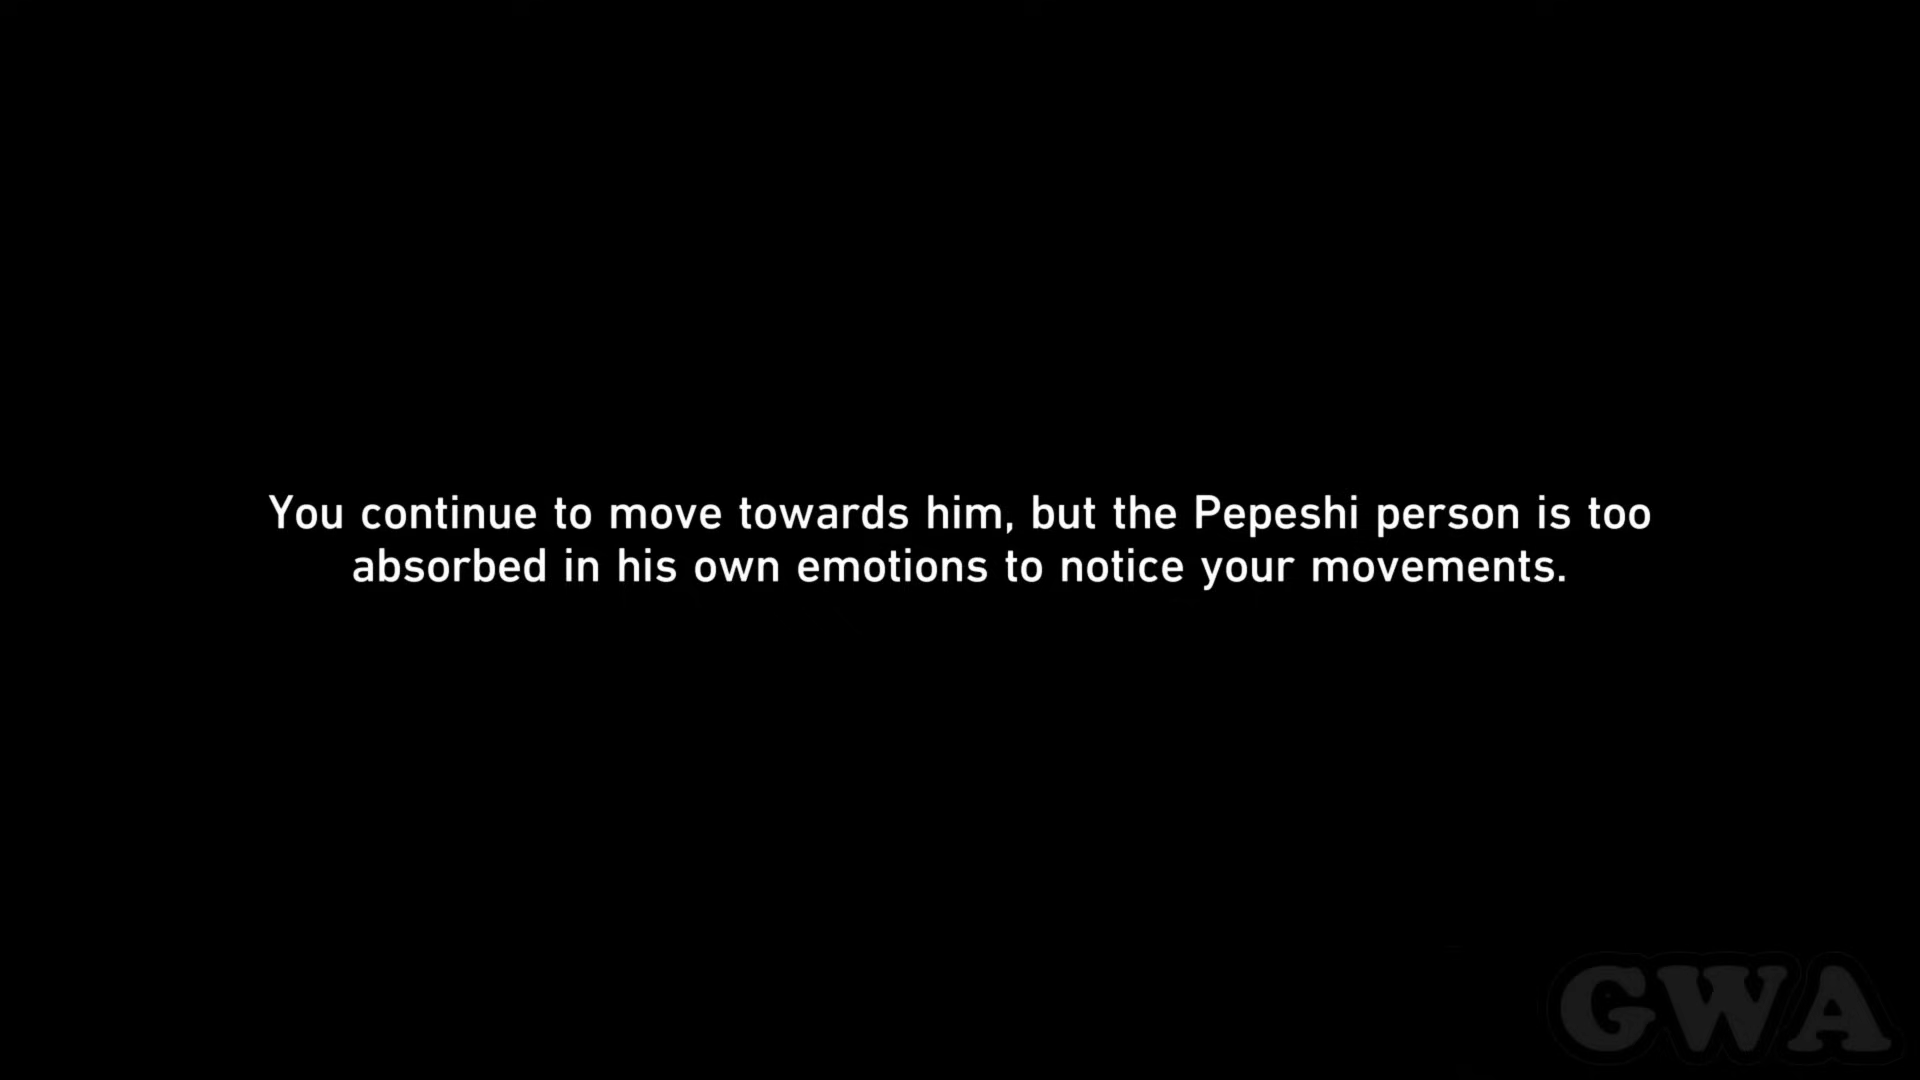 You continue to move towards him, but the Pepeshi person is too
absorbed in his own emotions to notice your movements.
GWA